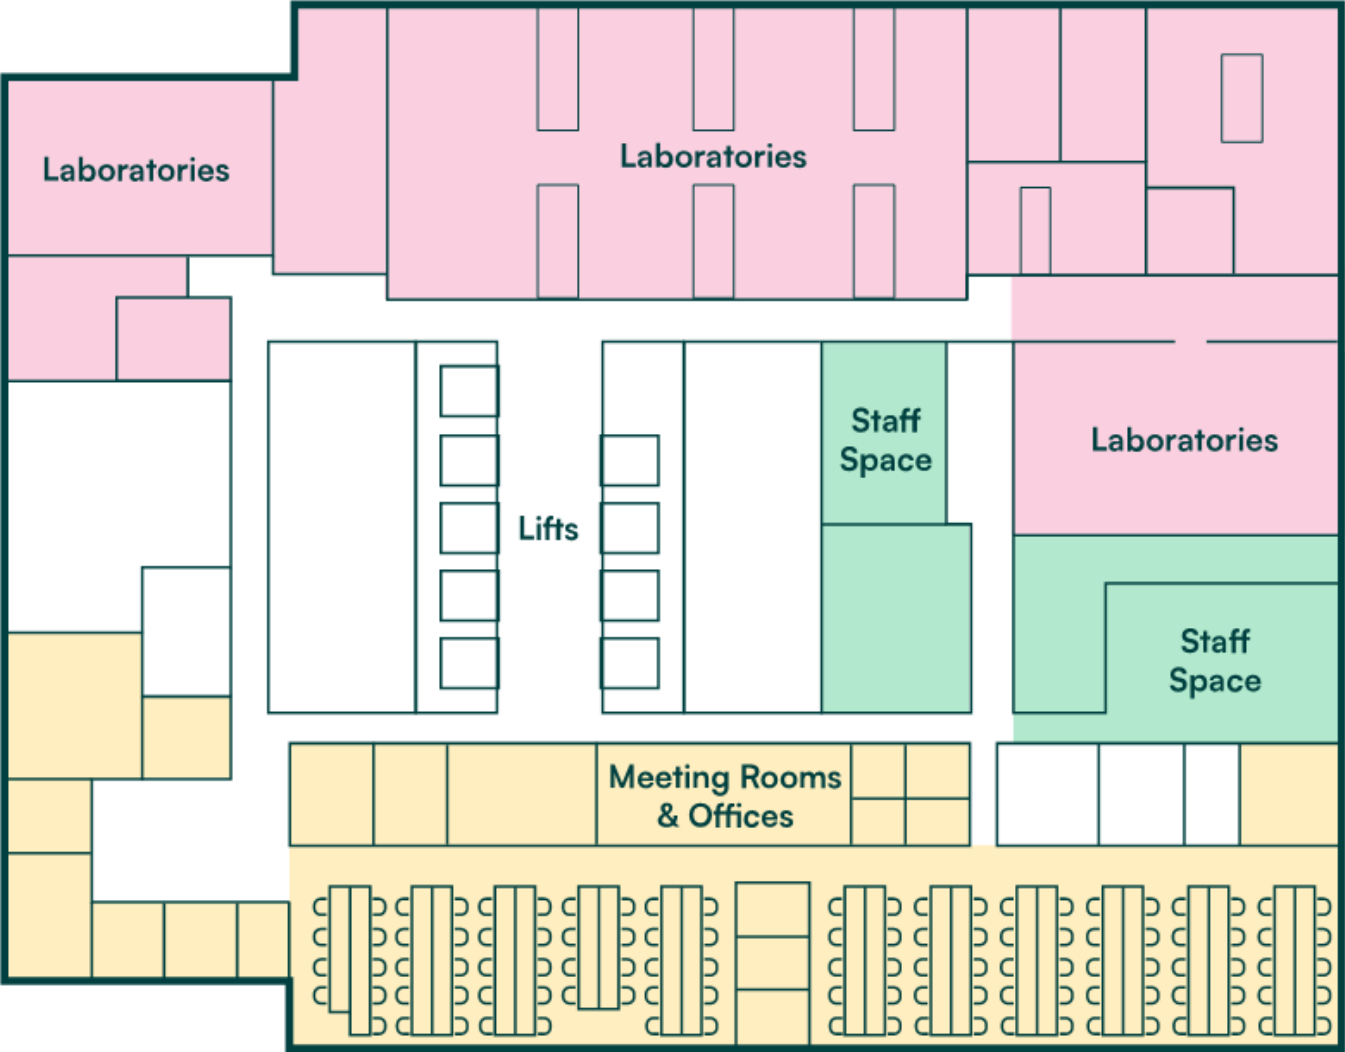 Laboratories
Laboratories
Staff
Space
Laboratories
Lifts
Staff
Space
Meeting Rooms
& Offices